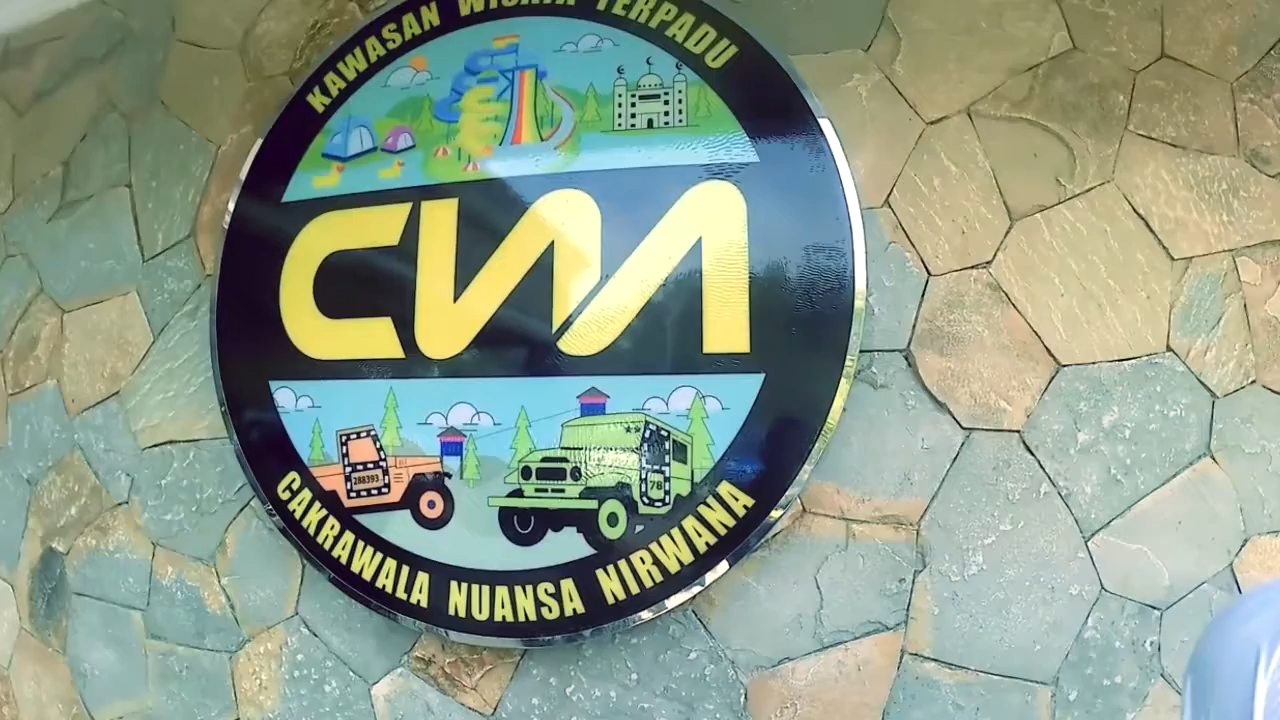 KAWASAN WISATA TERPADU
CNN
288393
78
CAKRAWALA NUANSA NIRWANA